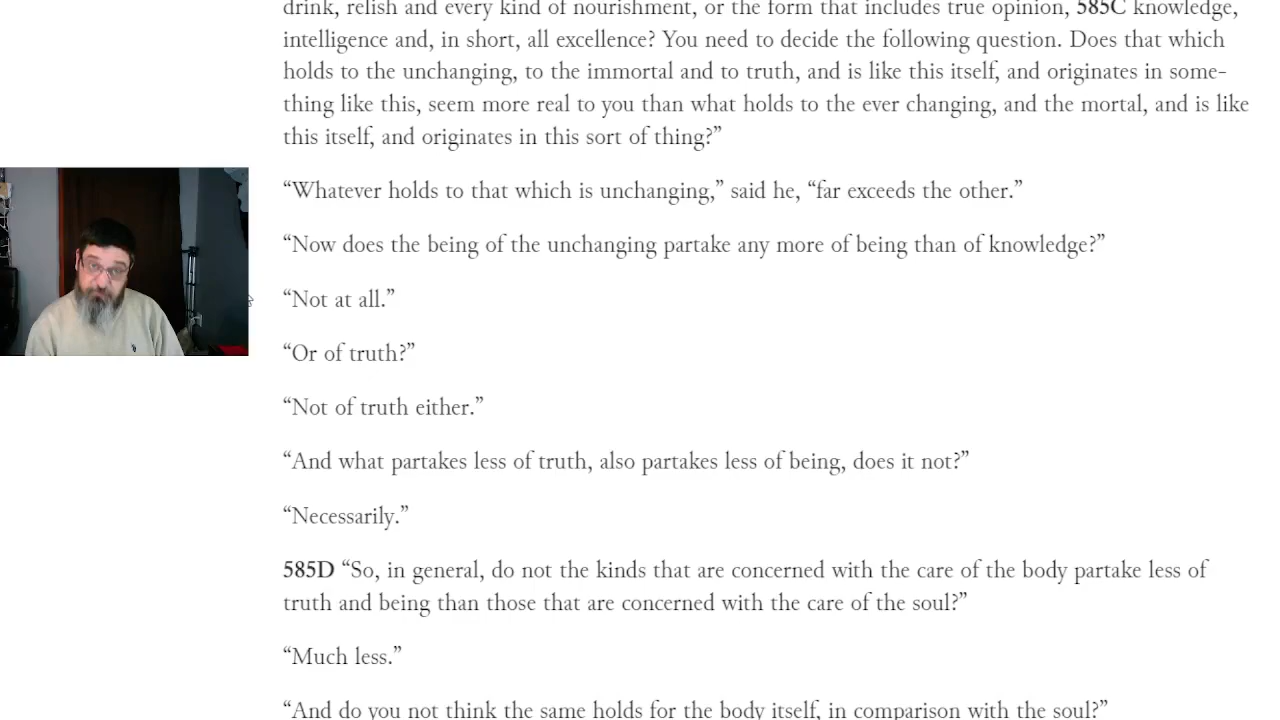 drink, relish and every kind of nourishment, or the form that includes true opinion, 585C knowledge,
intelligence and, in short, all excellence? You need to decide the following question. Does that which
holds to the unchanging, to the immortal and to truth, and is like this itself, and originates in some-
thing like this, seem more real to you than what holds to the ever changing, and the mortal, and is like
this itself, and originates in this sort of thing?”
“Whatever holds to that which is unchanging,” said he, “far exceeds the other.”
“Now does the being of the unchanging partake any more of being than of knowledge?”
“Not at all.”
“Or of truth?”
“Not of truth either.”
“And what partakes less of truth, also partakes less of being, does it not?”
“Necessarily.”
585D “So, in general, do not the kinds that are concerned with the care of the body partake less of
truth and being than those that are concerned with the care of the soul?”
“Much less.”
“And do you not think the same holds for the body itself, in comparison with the soul?”